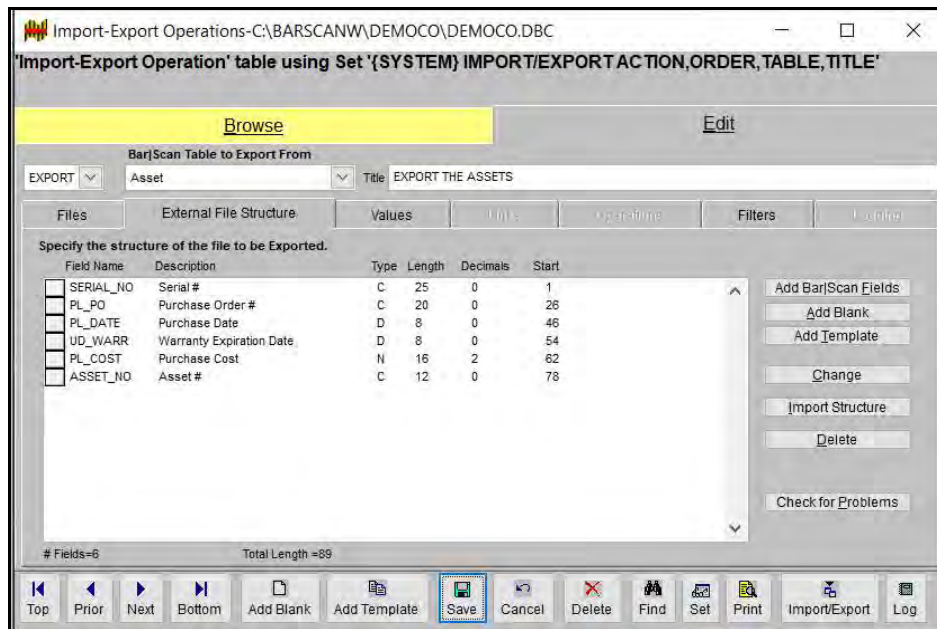 Import-Export Operations-C:\BARSCANW\DEMOCO\DEMOCO.DBC
'Import-Export Operation' table using Set '{SYSTEM} IMPORT/EXPORT ACTION,ORDER,TABLE,TITLE'
Browse Edit
Bar|Scan Table to Export From
EXPORT Asset Title EXPORT THE ASSETS
Files External File Structure Values Links Operations Filters
Specify the structure of the file to be Exported.
Field Name Description Type Length Decimals Start
SERIAL_NO Serial # C 25 0 1
PL_PO Purchase Order # C 20 0 26
PL_DATE Purchase Date D 8 0 46
UD_WARR Warranty Expiration Date D 8 0 54
PL_COST Purchase Cost N 16 2 62
ASSET_NO Asset # C 12 0 78
Add Bar|Scan Fields
Add Blank
Add Template
Change
Import Structure
Delete
Check for Problems
# Fields=6 Total Length =89
Top Prior Next Bottom Add Blank Add Template Save Cancel Delete Find Set Print Import/Export Log